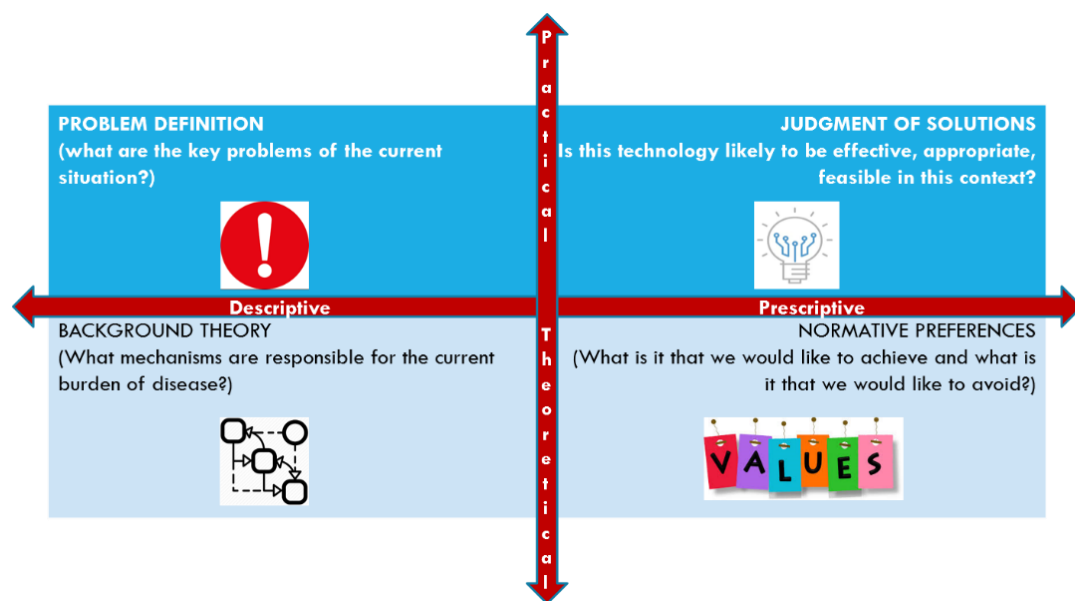 Practical
PROBLEM DEFINITION
(what are the key problems of the current
situation?)
JUDGMENT OF SOLUTIONS
Is this technology likely to be effective, appropriate,
feasible in this context?
Descriptive
Prescriptive
BACKGROUND THEORY
(What mechanisms are responsible for the current
burden of disease?)
NORMATIVE PREFERENCES
(What is it that we would like to achieve and what is
it that we would like to avoid?)
VALUES
Theoretical